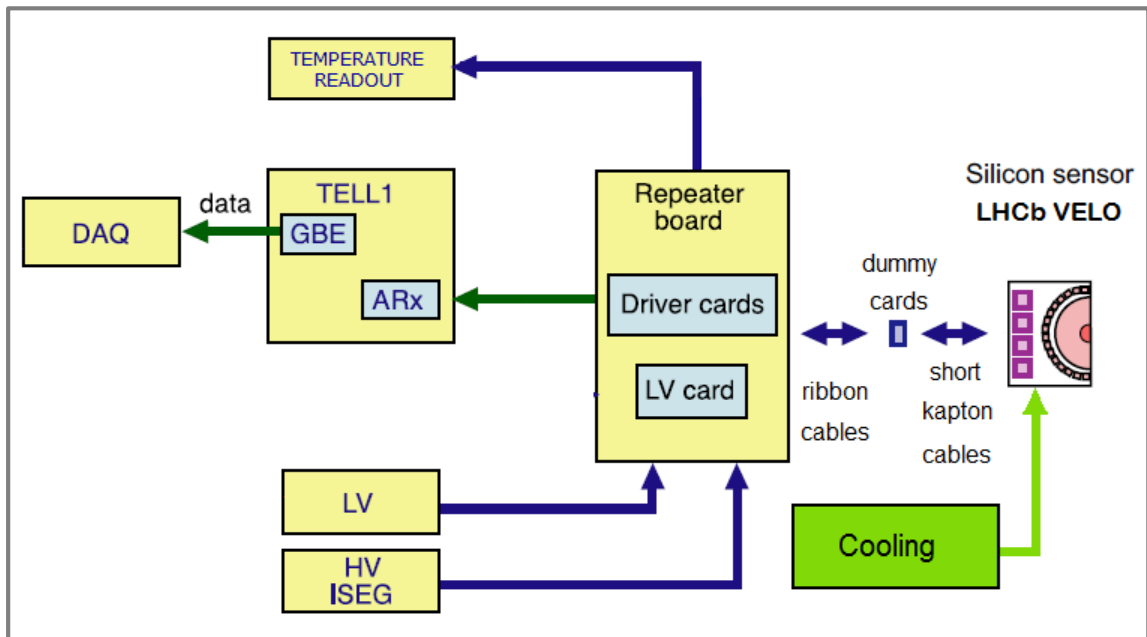 TEMPERATURE
READOUT
TELL1
GBE
ARx
data
DAQ
Repeater
board
Driver cards
LV card
Silicon sensor
LHCb VELO
dummy
cards
ribbon
cables
short
kapton
cables
LV
HV
ISEG
Cooling